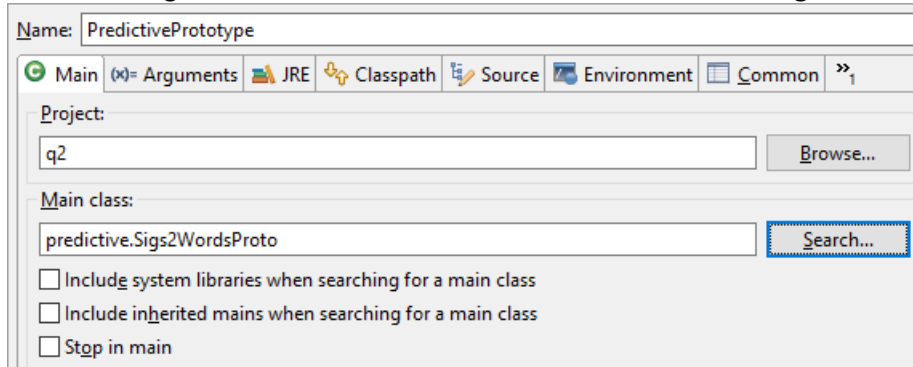 Name: PredictivePrototype
Main (x)= Arguments JRE Classpath Source Environment Common »1
Project:
q2 Browse...
Main class:
predictive.Sigs2WordsProto Search...
Include system libraries when searching for a main class
Include inherited mains when searching for a main class
Stop in main